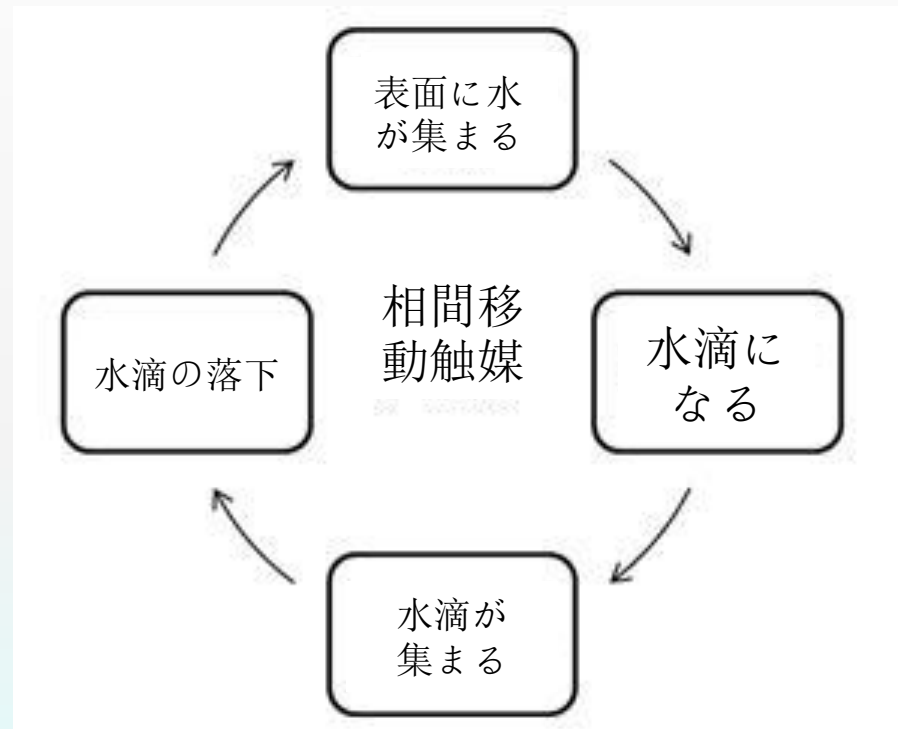 表面に水
が集まる
相間移
動触媒
水滴の落下
水滴に
なる
水滴が
集まる